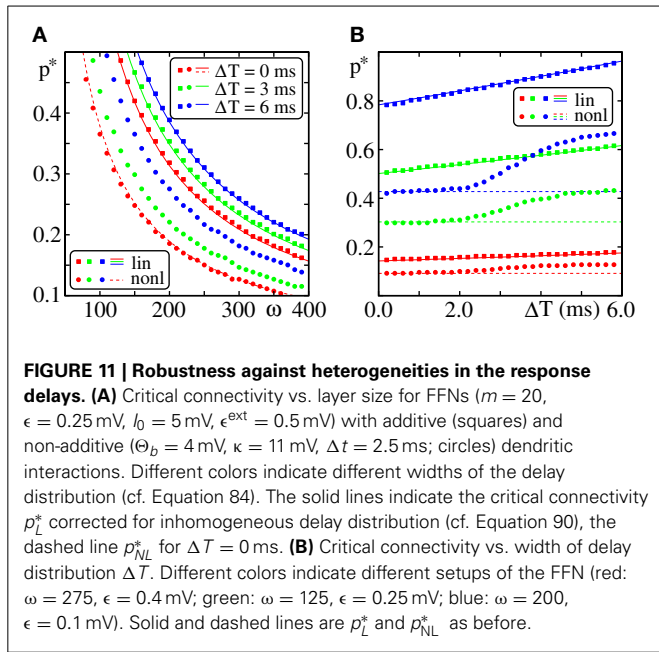 A
p*
0.4
0.3
0.2
0.1
100
200
300
ω
400
ΔT = 0 ms
ΔT = 3 ms
ΔT = 6 ms
lin
nonl
B
p*
0.8
0.6
0.4
0.2
0.0
2.0
4.0
ΔT (ms)
6.0
lin
nonl
FIGURE 11 | Robustness against heterogeneities in the response
delays. (A) Critical connectivity vs. layer size for FFNs (m = 20,
ϵ = 0.25 mV, l₀ = 5 mV, ϵᵉˣᵗ = 0.5 mV) with additive (squares) and
non-additive (Θ_b = 4 mV, κ = 11 mV, Δt = 2.5 ms; circles) dendritic
interactions. Different colors indicate different widths of the delay
distribution (cf. Equation 84). The solid lines indicate the critical connectivity
p*_L corrected for inhomogeneous delay distribution (cf. Equation 90), the
dashed line p*_NL for ΔT = 0 ms. (B) Critical connectivity vs. width of delay
distribution ΔT. Different colors indicate different setups of the FFN (red:
ω = 275, ϵ = 0.4 mV; green: ω = 125, ϵ = 0.25 mV; blue: ω = 200,
ϵ = 0.1 mV). Solid and dashed lines are p*_L and p*_NL as before.